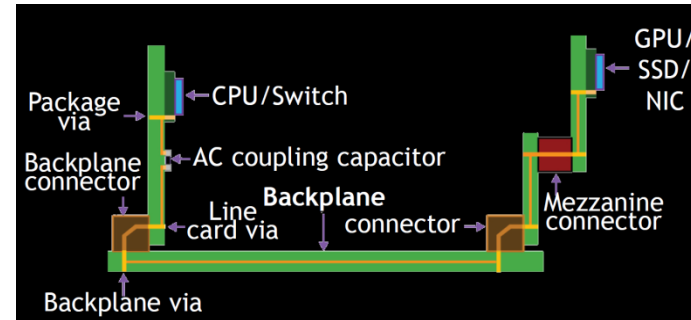 GPU/
SSD/
NIC
CPU/Switch
Package
via
AC coupling capacitor
Backplane
connector
Line
card via
Backplane
connector
Mezzanine
connector
Backplane via